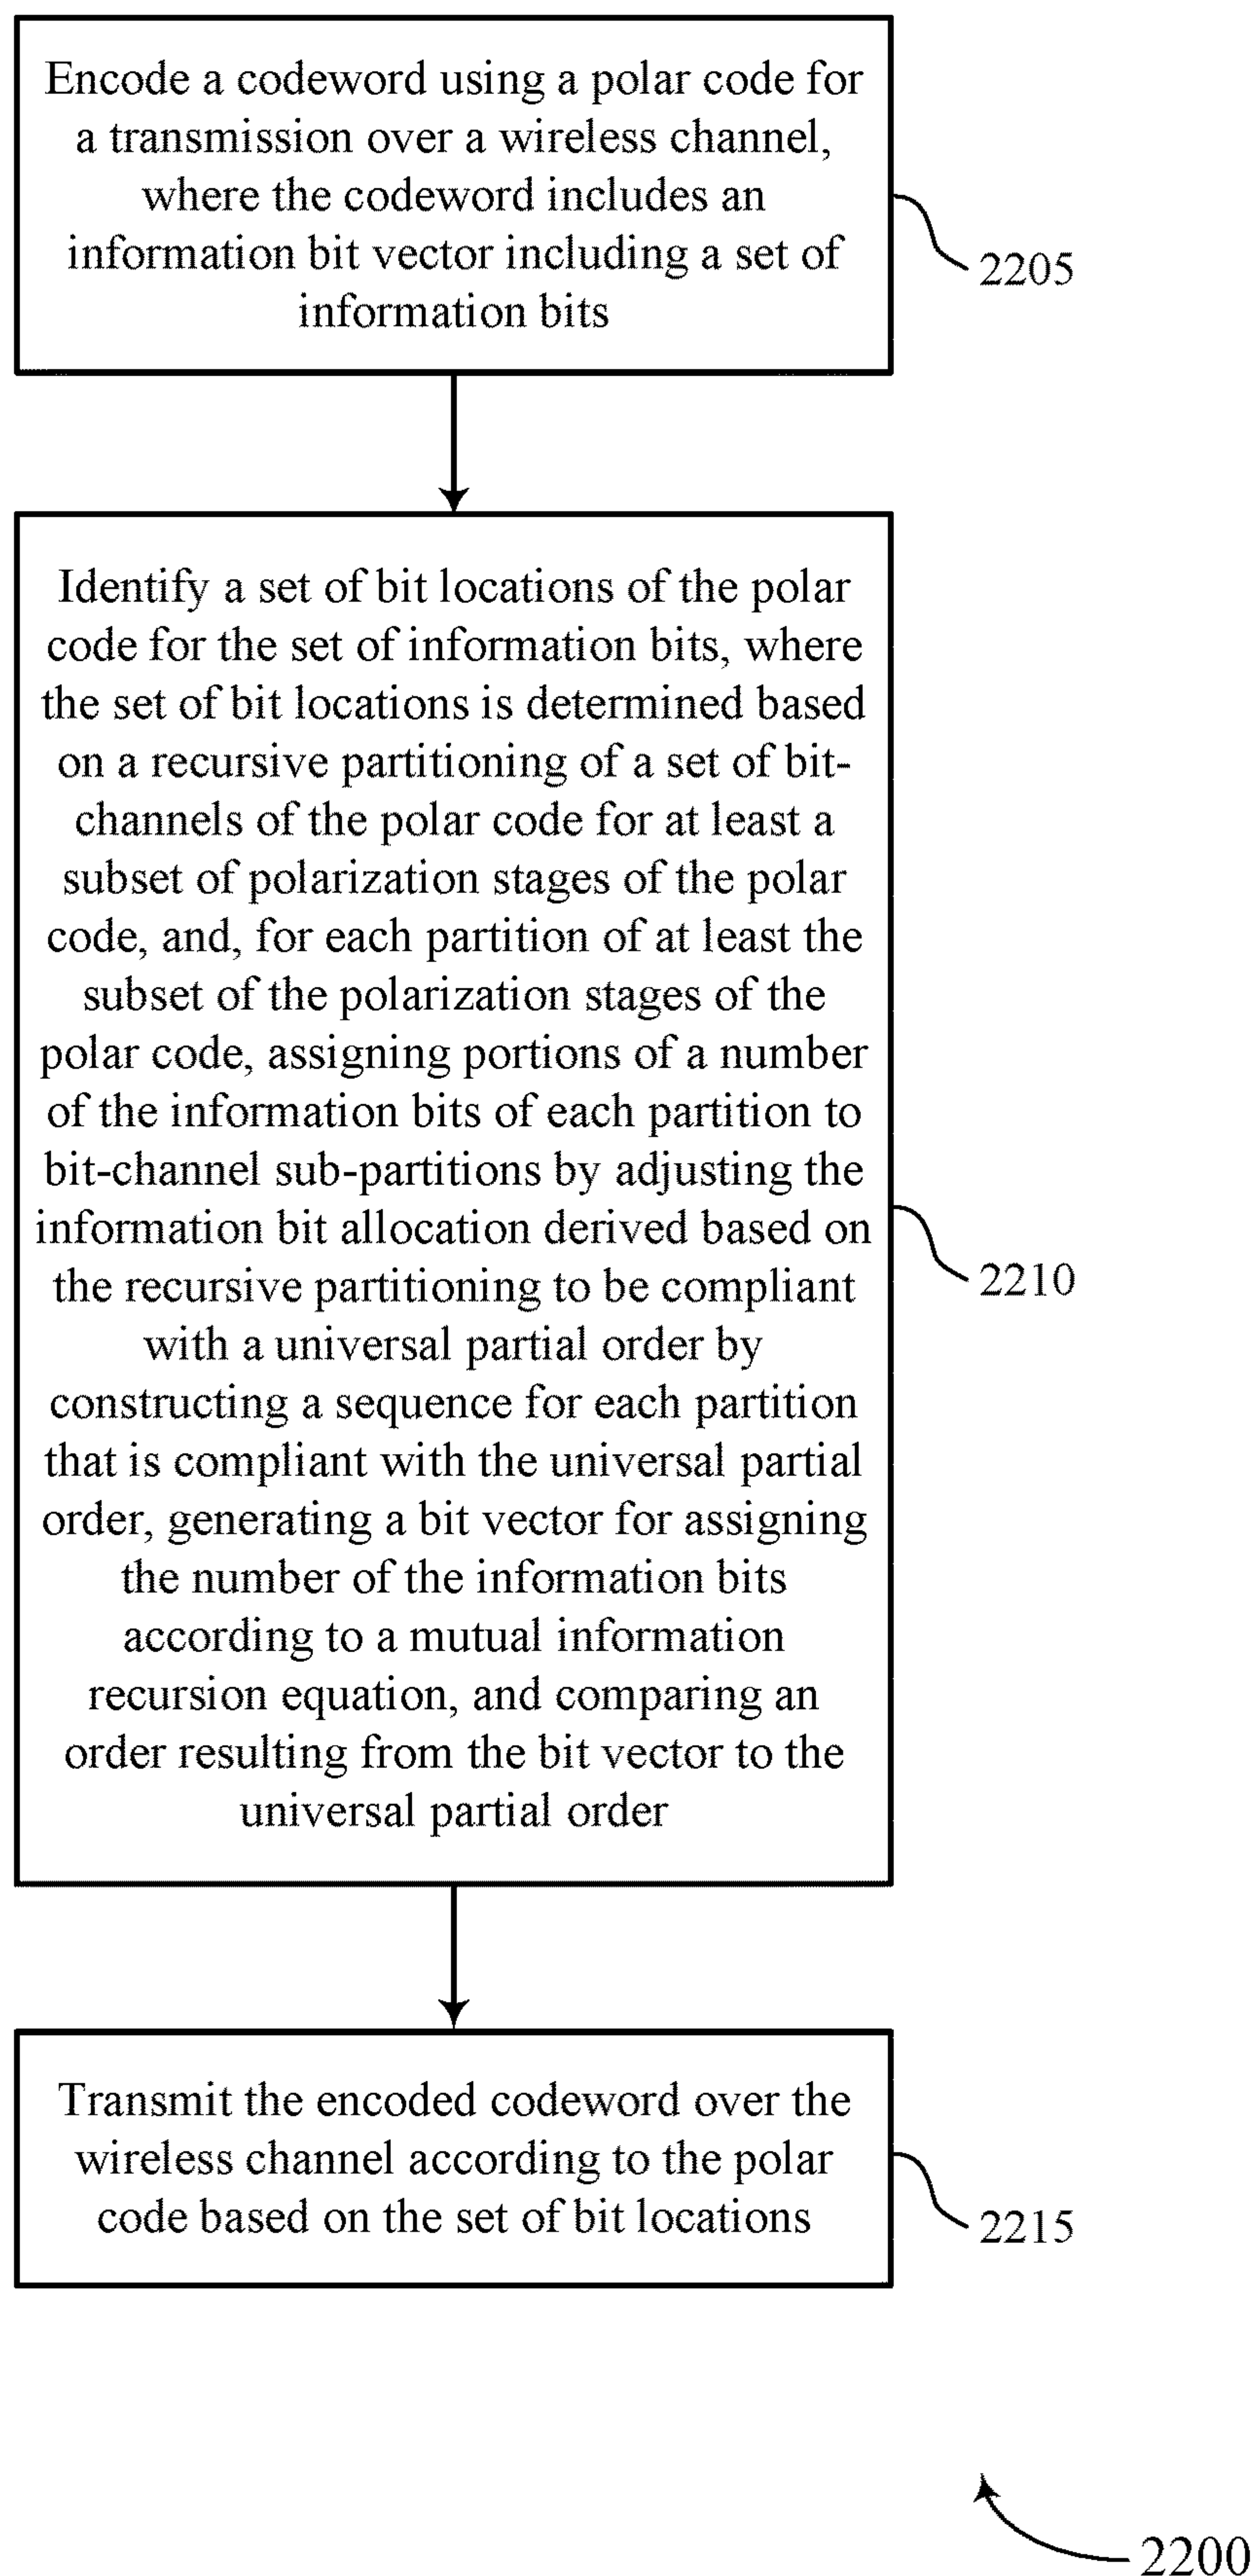 Encode a codeword using a polar code for
a transmission over a wireless channel,
where the codeword includes an
information bit vector including a set of
information bits
2205
Identify a set of bit locations of the polar
code for the set of information bits, where
the set of bit locations is determined based
on a recursive partitioning of a set of bit-
channels of the polar code for at least a
subset of polarization stages of the polar
code, and, for each partition of at least the
subset of the polarization stages of the
polar code, assigning portions of a number
of the information bits of each partition to
bit-channel sub-partitions by adjusting the
information bit allocation derived based on
the recursive partitioning to be compliant
with a universal partial order by
constructing a sequence for each partition
that is compliant with the universal partial
order, generating a bit vector for assigning
the number of the information bits
according to a mutual information
recursion equation, and comparing an
order resulting from the bit vector to the
universal partial order
2210
Transmit the encoded codeword over the
wireless channel according to the polar
code based on the set of bit locations
2215
2200